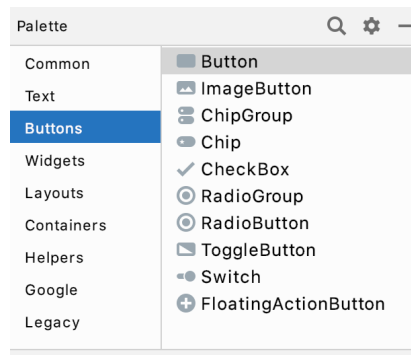 Palette
Common
Text
Buttons
Widgets
Layouts
Containers
Helpers
Google
Legacy
Button
ImageButton
ChipGroup
Chip
CheckBox
RadioGroup
RadioButton
ToggleButton
Switch
FloatingActionButton